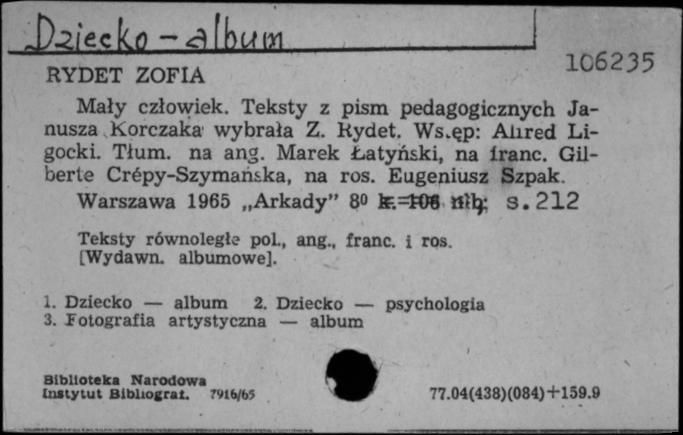 Dziecko – album
106235
RYDET ZOFIA
Mały człowiek. Teksty z pism pedagogicznych Ja-
nusza Korczaka wybrała Z. Rydet. Wstęp: Alfred Li-
gocki. Tłum. na ang. Marek Łatyński, na franc. Gil-
berte Crépy-Szymańska, na ros. Eugeniusz Szpak.
Warszawa 1965 „Arkady” 8⁰ k. 106 nlb; s. 212
Teksty równoległe pol., ang., franc. i ros.
[Wydawn. albumowe].
1. Dziecko — album 2. Dziecko — psychologia
3. Fotografia artystyczna — album
Biblioteka Narodowa
Instytut Bibliograf. 7916/65
77.04(438)(084)+159.9